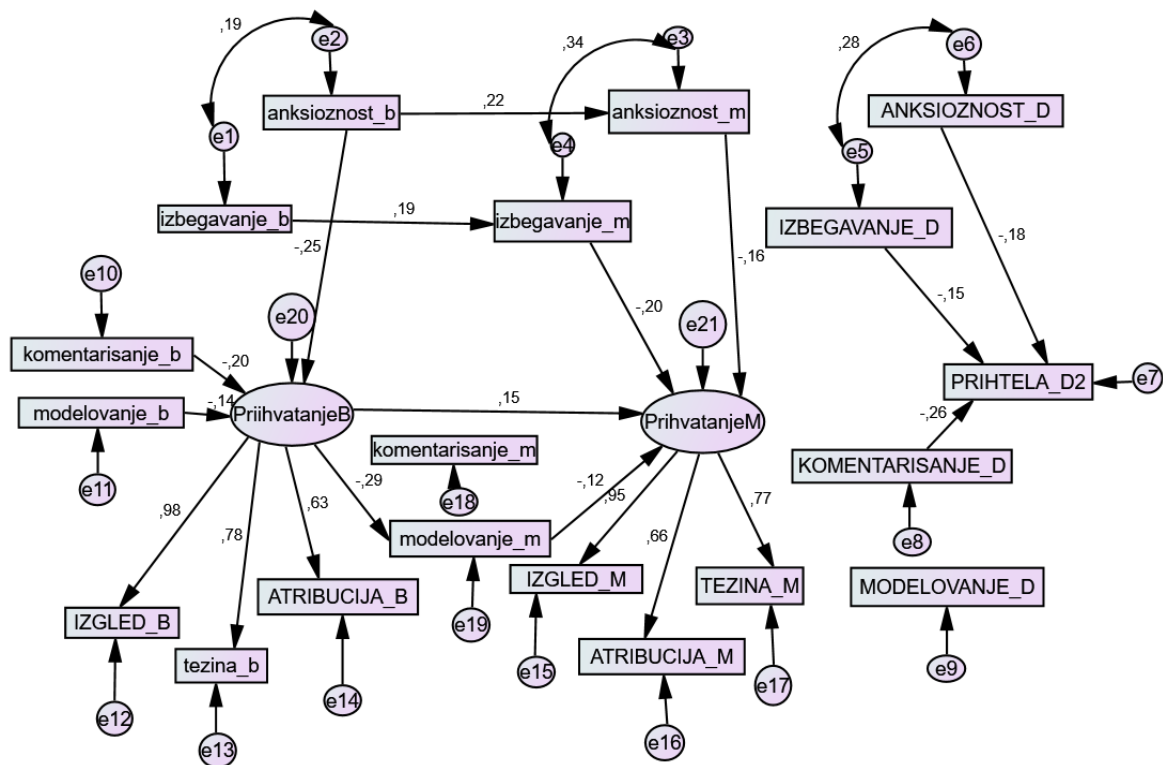 ,19
e2
,34
e3
,28
e6
anksioznost_b
,22
anksioznost_m
ANKSIOZNOST_D
e1
e4
e5
izbegavanje_b
,19
izbegavanje_m
IZBEGAVANJE_D
-,25
-,16
-,18
e10
-,20
-,15
e20
e21
komentarisanje_b
-,20
PRIHTELA_D2
e7
modelovanje_b
-,14
PriihvatanjeB
,15
PrihvatanjeM
-,26
e11
komentarisanje_m
KOMENTARISANJE_D
e18
-,29
-,12
,95
,77
,98
,78
,63
,66
modelovanje_m
e8
IZGLED_M
TEZINA_M
MODELOVANJE_D
ATRIBUCIJA_B
IZGLED_B
e19
tezina_b
ATRIBUCIJA_M
e15
e17
e9
e14
e12
e13
e16